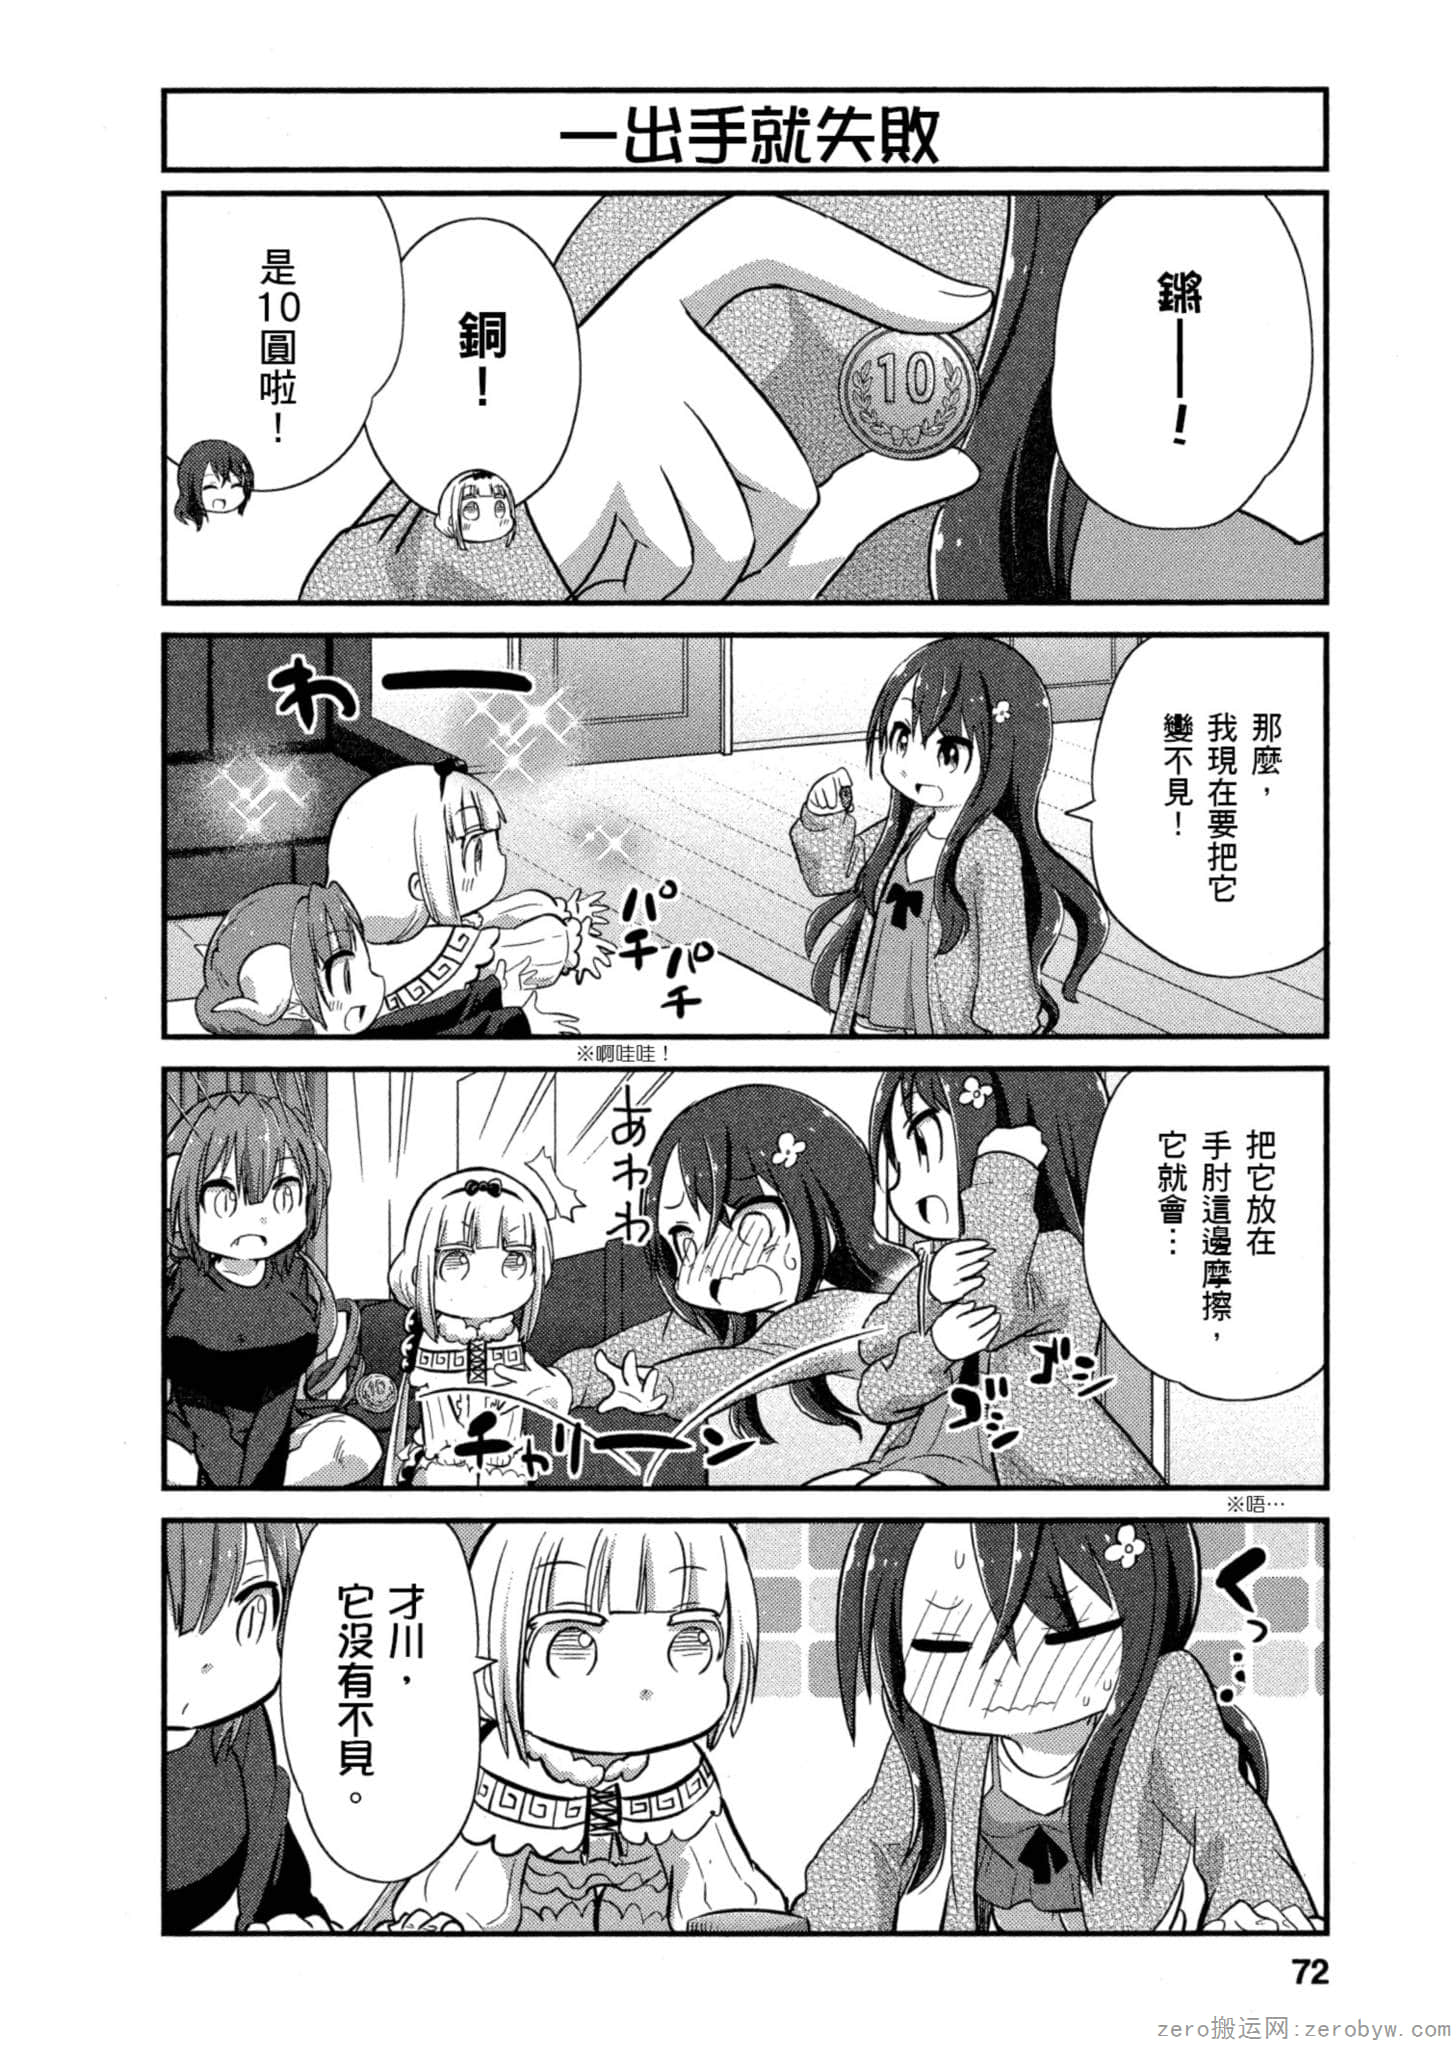 一出手就失敗
鏘——！
銅！
是10圓啦！
那麼，
我現在要把它
變不見！
わー
パチパチ
※啊哇哇！
把它放在
手肘這邊摩擦，
它就會…
あわわ
ゴシゴシ
チャリーン
※唔…
くっ…
才川，
它沒有不見。
10
10
72
zero搬运网:zerobyw.com